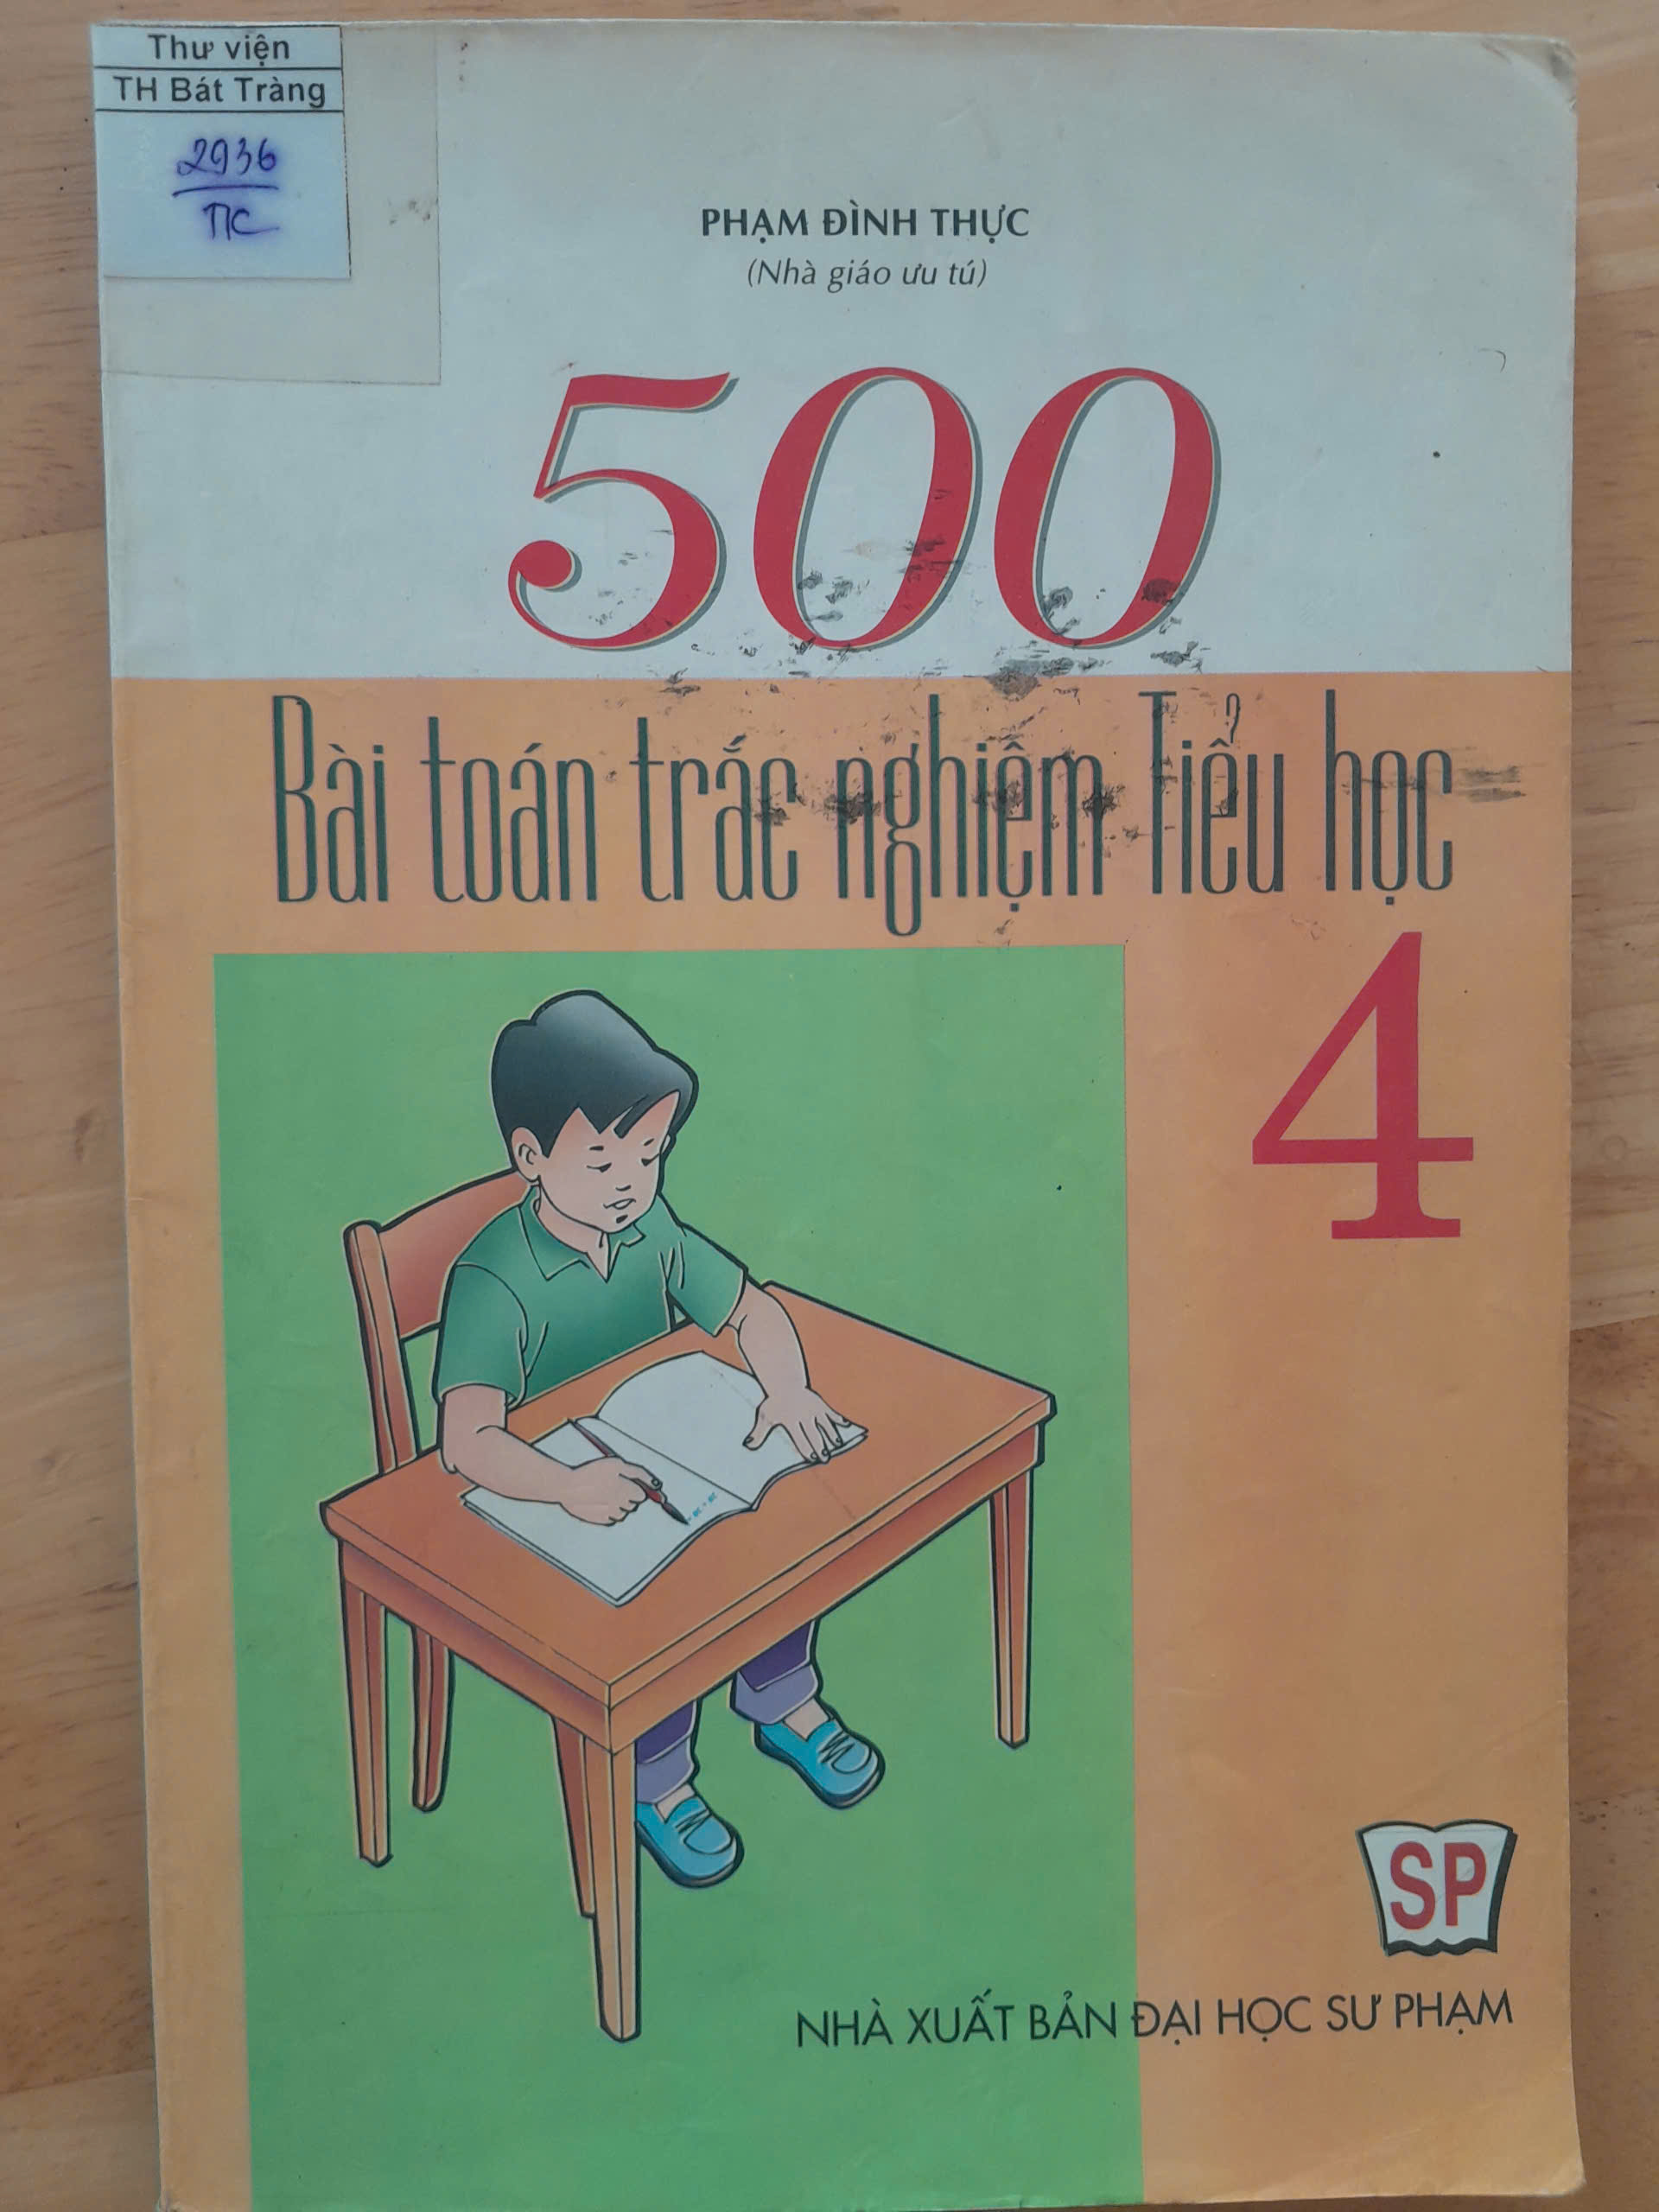 Thư viện
TH Bát Tràng
2936
TC
PHẠM ĐÌNH THỰC
(Nhà giáo ưu tú)
500
Bài toán trắc nghiệm Tiểu học
4
SP
NHÀ XUẤT BẢN ĐẠI HỌC SƯ PHẠM